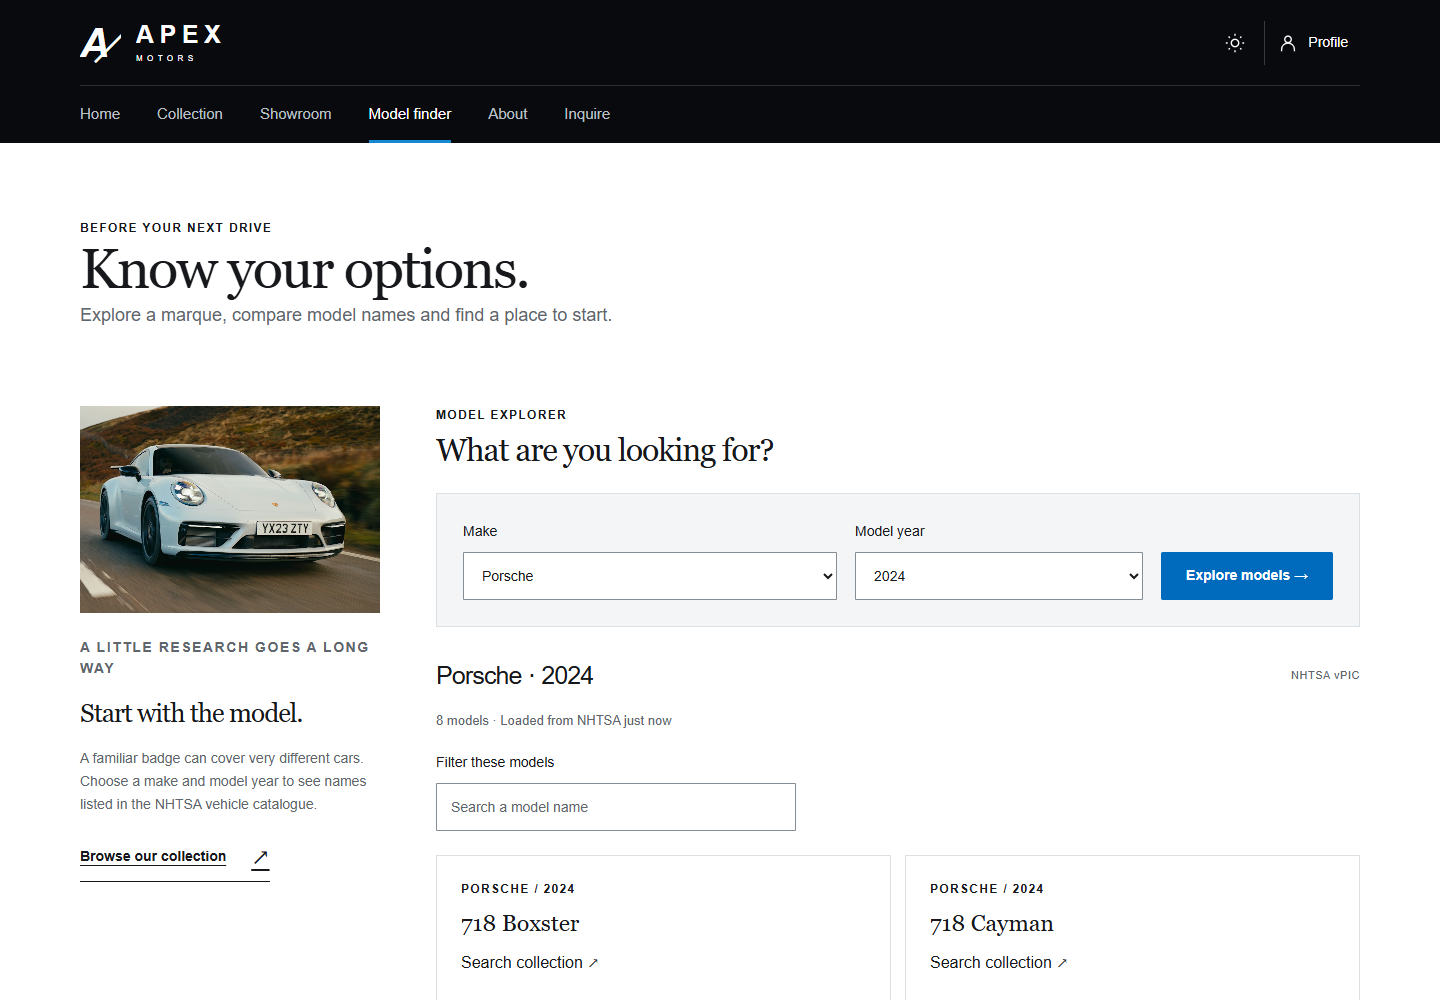 APEX
MOTORS
Profile
Home
Collection
Showroom
Model finder
About
Inquire
BEFORE YOUR NEXT DRIVE
Know your options.
Explore a marque, compare model names and find a place to start.
YX23 ZTY
A LITTLE RESEARCH GOES A LONG
WAY
Start with the model.
A familiar badge can cover very different cars.
Choose a make and model year to see names
listed in the NHTSA vehicle catalogue.
Browse our collection ↗
MODEL EXPLORER
What are you looking for?
Make
Porsche
Model year
2024
Explore models →
Porsche · 2024
NHTSA vPIC
8 models · Loaded from NHTSA just now
Filter these models
Search a model name
PORSCHE / 2024
718 Boxster
Search collection ↗
PORSCHE / 2024
718 Cayman
Search collection ↗